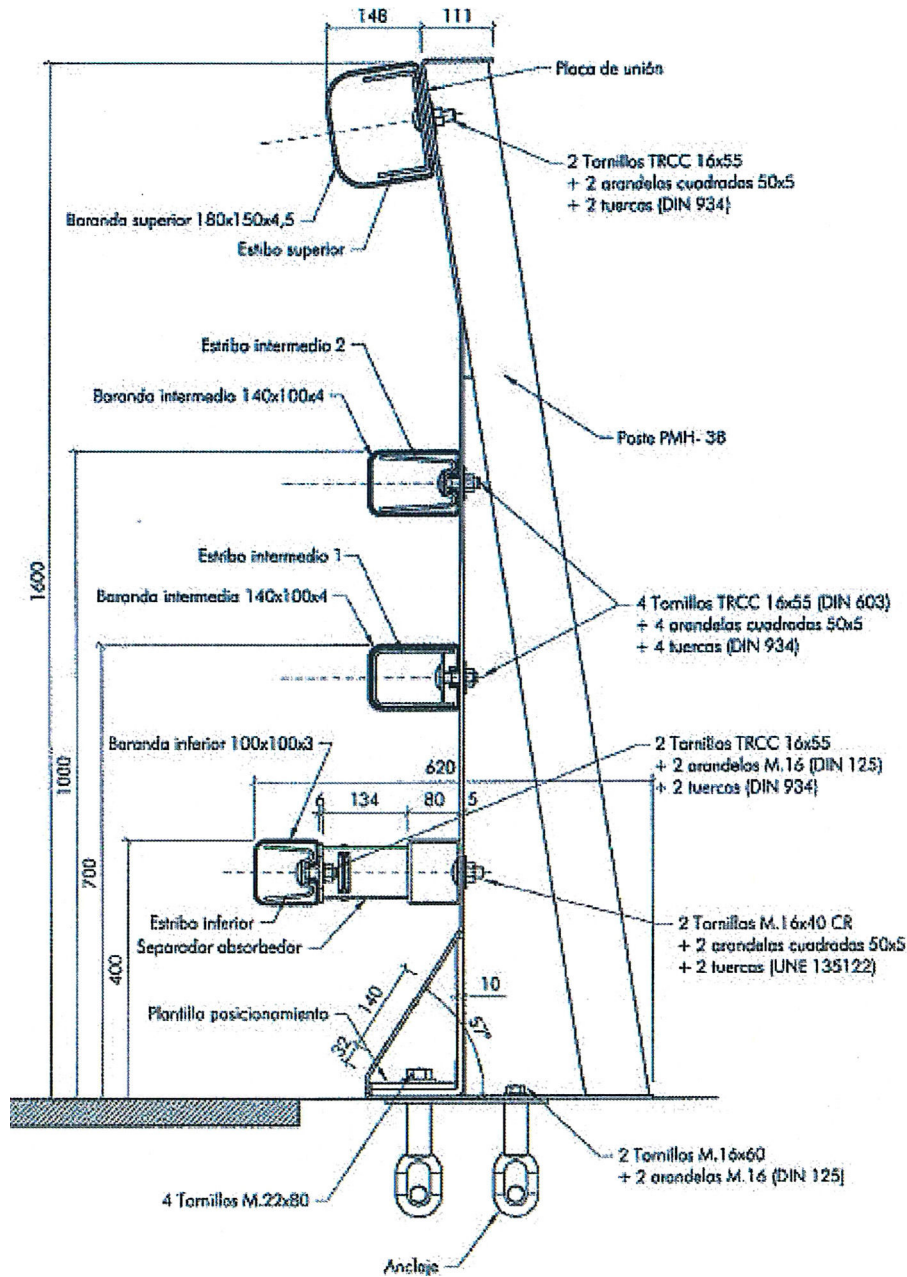 148
111
Placa de unión
2 Tornillos TRCC 16x55
+ 2 arandelas cuadradas 50x5
+ 2 tuercas (DIN 934)
Baranda superior 180x150x4,5
Estibo superior
Estribo intermedio 2
Baranda intermedia 140x100x4
Poste PMH- 38
1600
Estribo intermedio 1
Baranda intermedia 140x100x4
4 Tornillos TRCC 16x55 (DIN 603)
+ 4 arandelas cuadradas 50x5
+ 4 tuercas (DIN 934)
1000
Baranda inferior 100x100x3
2 Tornillos TRCC 16x55
+ 2 arandelas M.16 (DIN 125)
+ 2 tuercas (DIN 934)
620
6
134
80
5
700
400
Estribo inferior
Separador absorbedor
2 Tornillos M.16x40 CR
+ 2 arandelas cuadradas 50x5
+ 2 tuercas (UNE 135122)
10
140
32
57°
Plantilla posicionamiento
2 Tornillos M.16x60
+ 2 arandelas M.16 (DIN 125)
4 Tornillos M.22x80
Anclaje